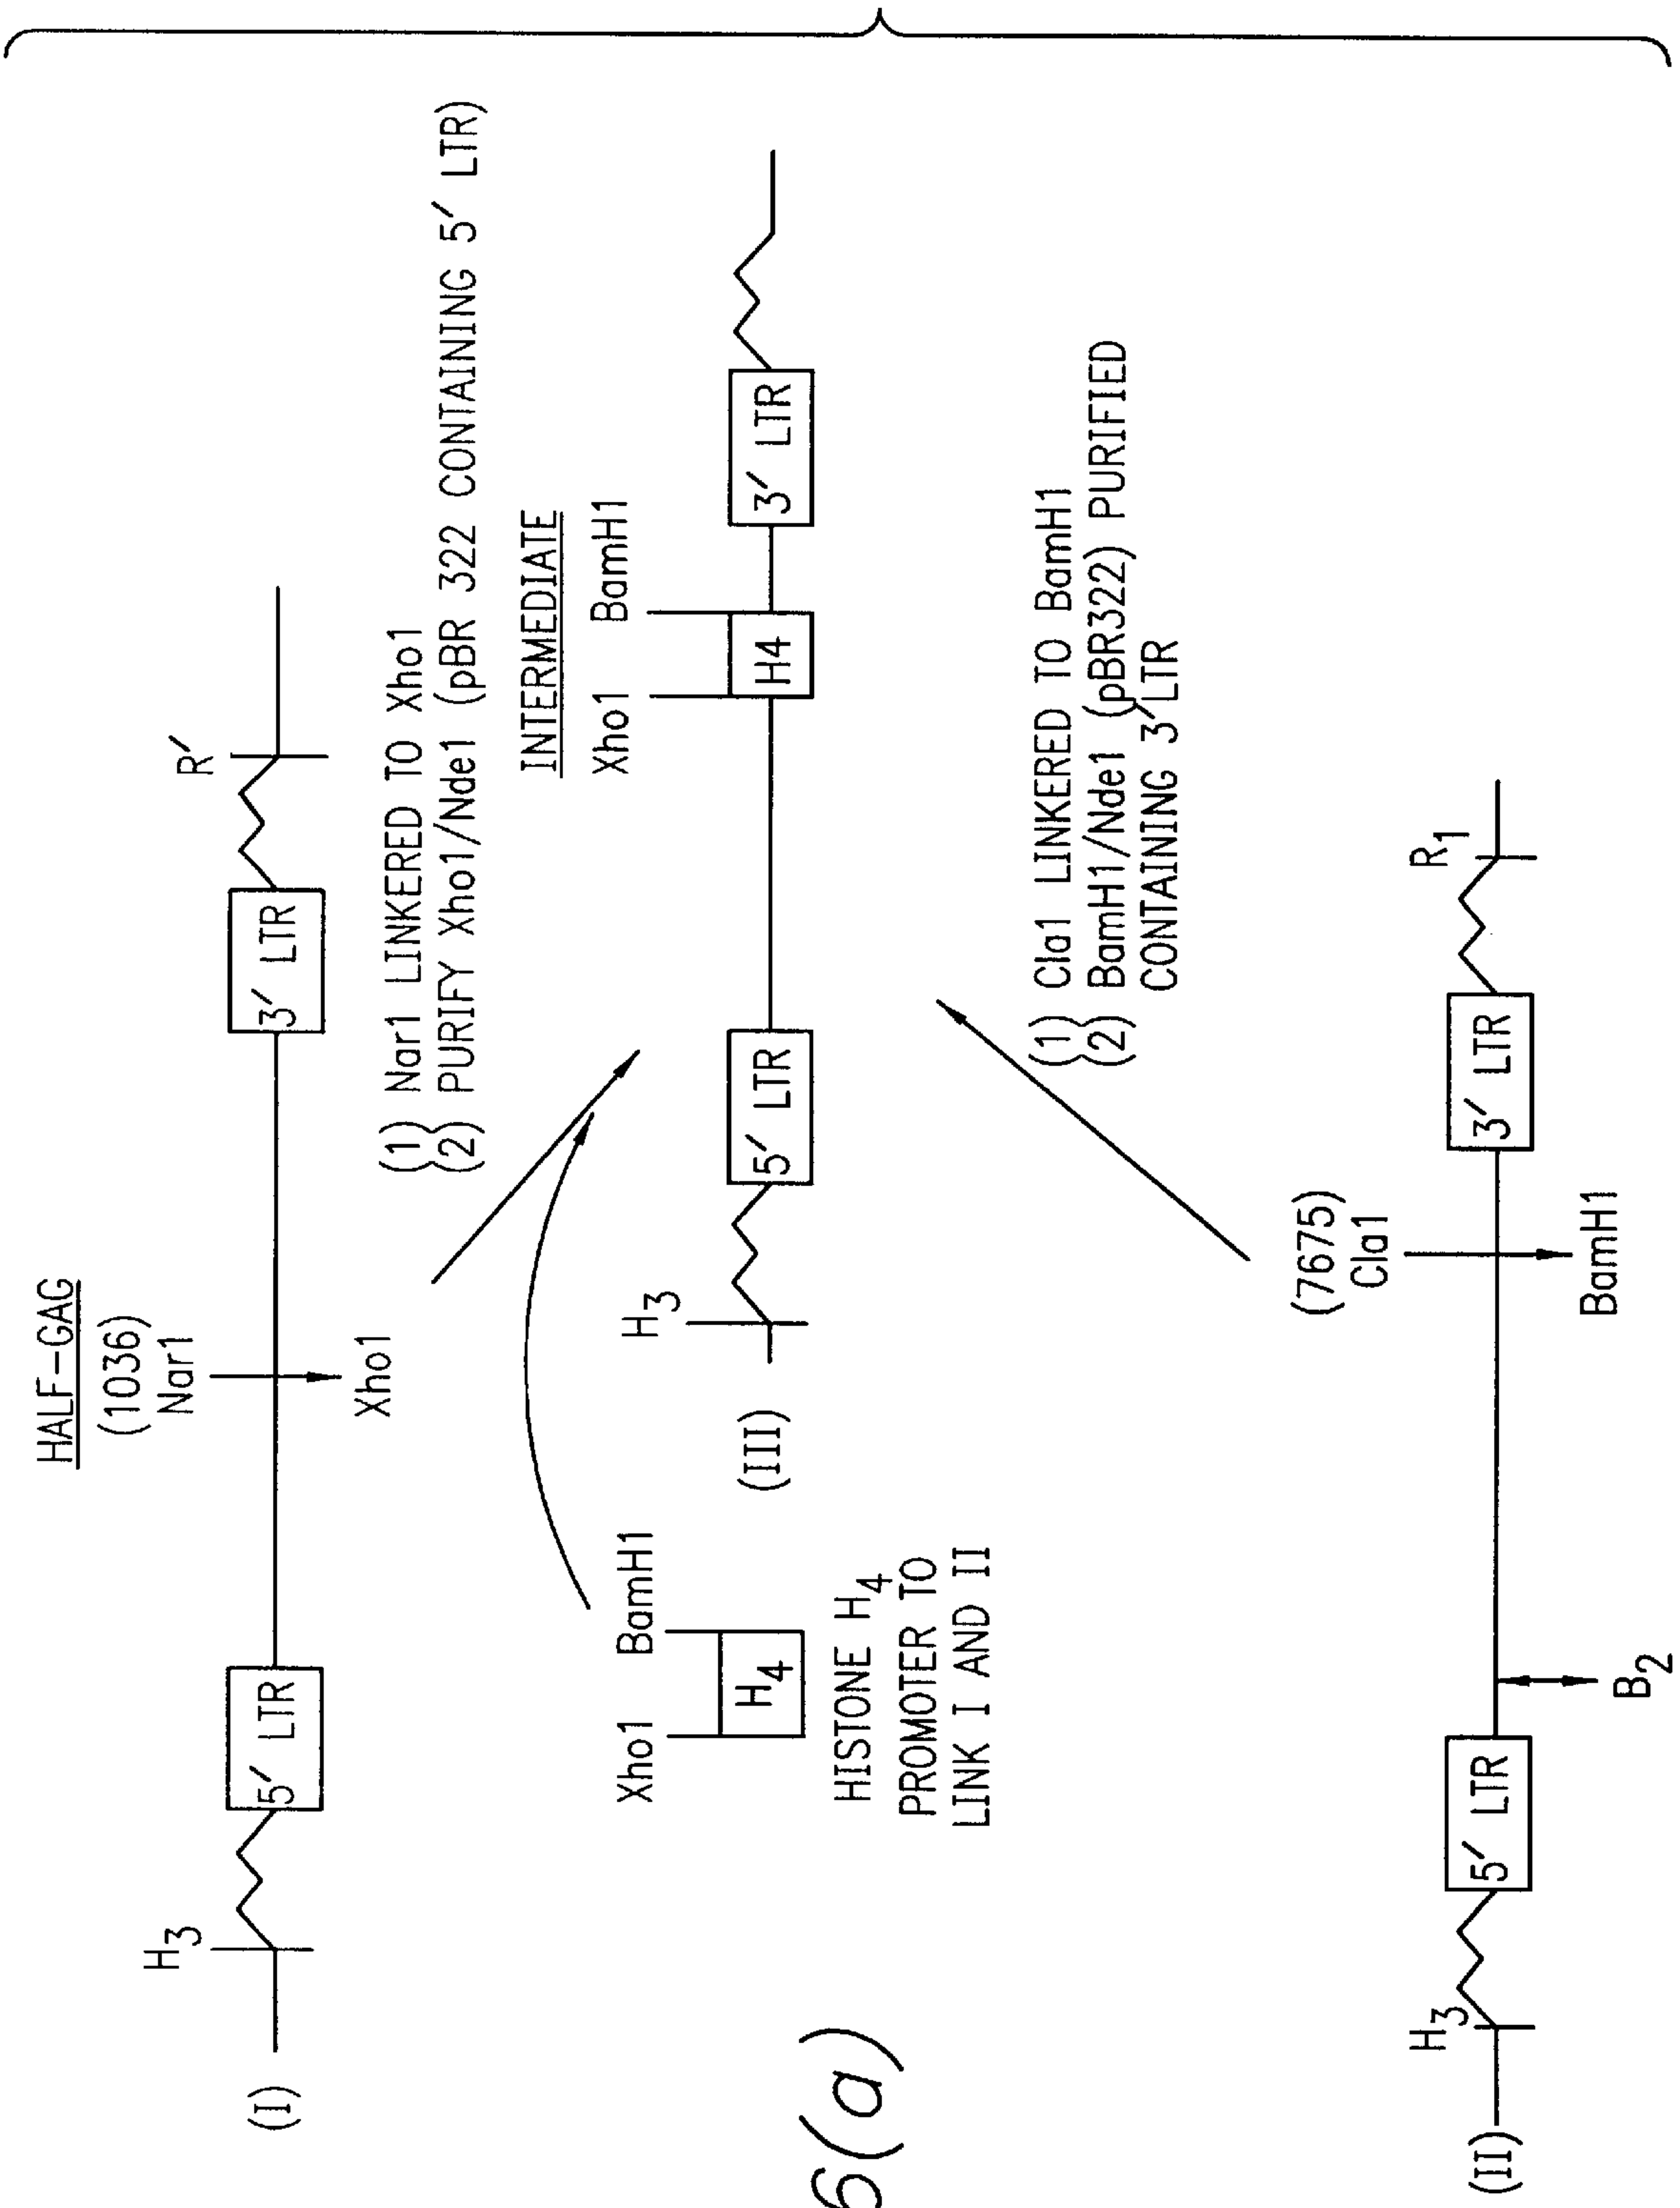 HALF-GAG
(1036)
Nar1
H3
R'
(I)
5' LTR
3' LTR
Xho1
(1) Nar1 LINKERED TO Xho1
(2) PURIFY Xho1/Nde1 (pBR 322 CONTAINING 5' LTR)
INTERMEDIATE
Xho1 BamH1
Xho1 BamH1
H4
HISTONE H4
PROMOTER TO
LINK I AND II
(III)
H3
5' LTR
H4
3' LTR
(1) Cla1 LINKERED TO BamH1
(2) BamH1/Nde1 (pBR322) PURIFIED
CONTAINING 3'LTR
(7675)
Cla1
H3
R1
(II)
5' LTR
3' LTR
B2
BamH1
6(a)